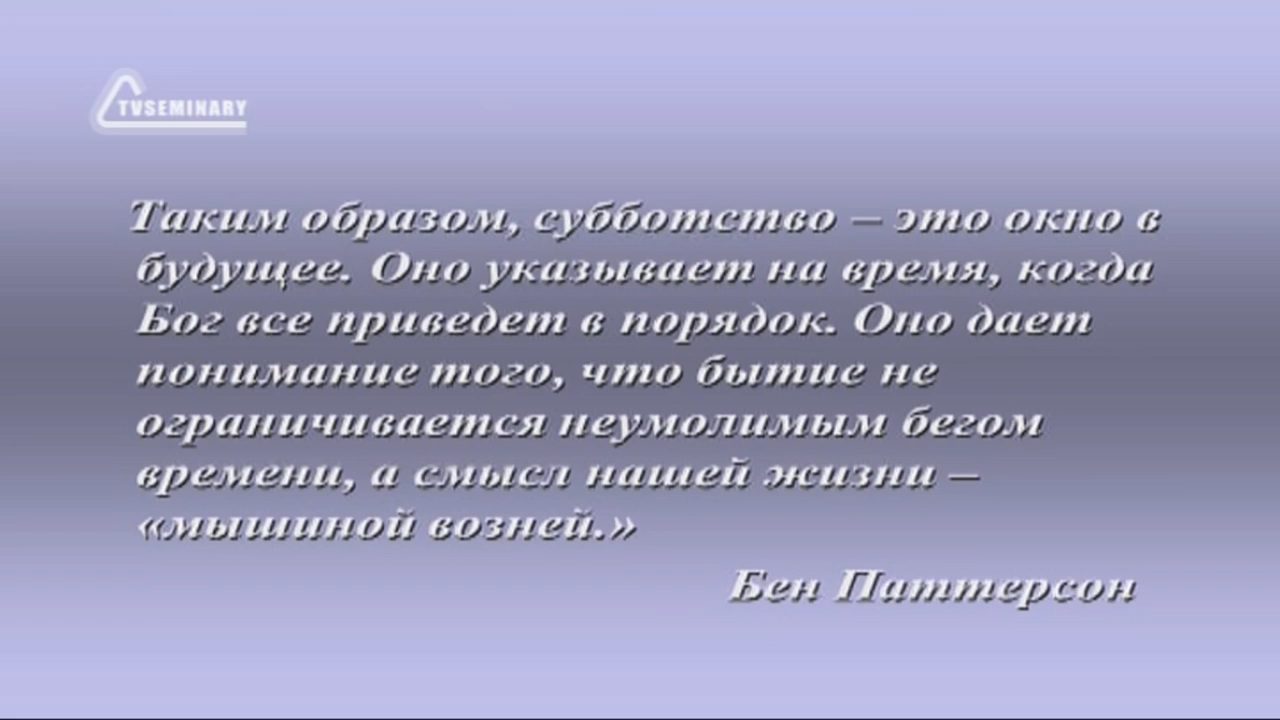 TVSEMINARY
Таким образом, субботство – это окно в
будущее. Оно указывает на время, когда
Бог все приведет в порядок. Оно дает
понимание того, что бытие не
ограничивается неумолимым бегом
времени, а смысл нашей жизни –
«мышиной возней.»
Бен Паттерсон